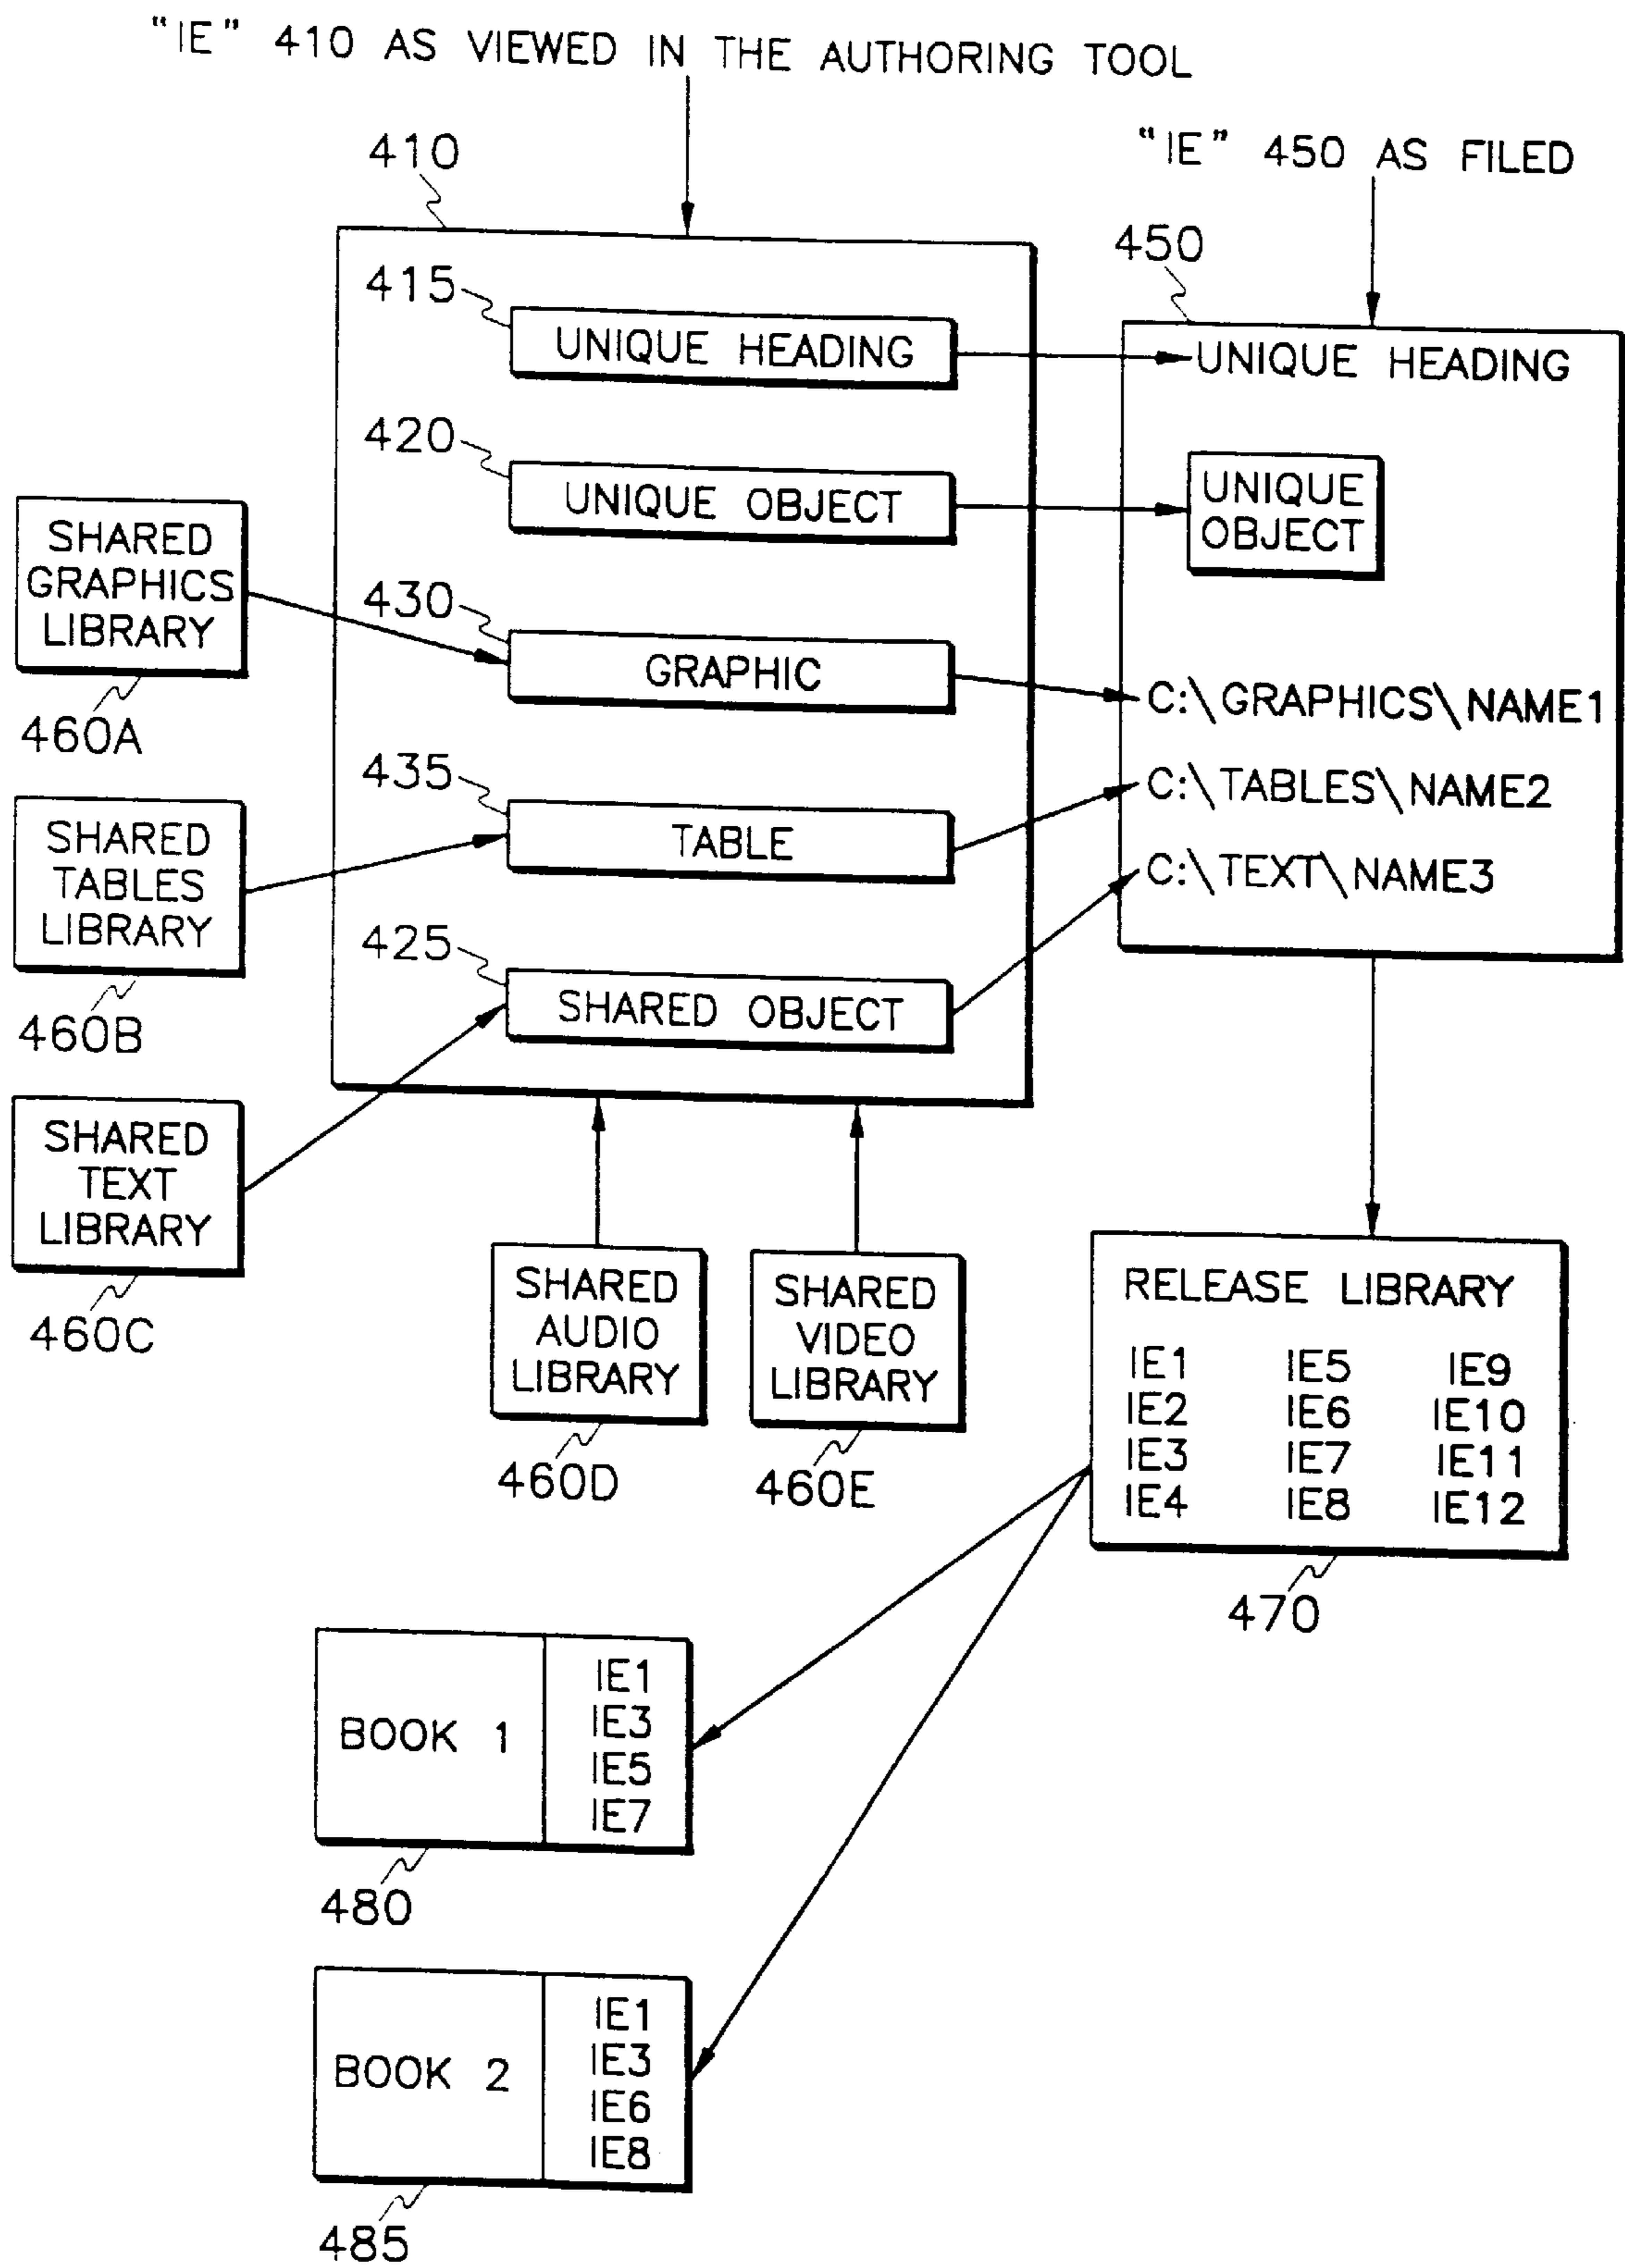 "IE" 410 AS VIEWED IN THE AUTHORING TOOL
"IE" 450 AS FILED
410
450
415
UNIQUE HEADING
UNIQUE HEADING
420
UNIQUE OBJECT
UNIQUE
OBJECT
SHARED
GRAPHICS
LIBRARY
460A
430
GRAPHIC
C:\GRAPHICS\NAME1
435
TABLE
C:\TABLES\NAME2
SHARED
TABLES
LIBRARY
460B
425
SHARED OBJECT
C:\TEXT\NAME3
SHARED
TEXT
LIBRARY
460C
SHARED
AUDIO
LIBRARY
460D
SHARED
VIDEO
LIBRARY
460E
RELEASE LIBRARY
IE1 IE5 IE9
IE2 IE6 IE10
IE3 IE7 IE11
IE4 IE8 IE12
470
BOOK 1
IE1
IE3
IE5
IE7
480
BOOK 2
IE1
IE3
IE6
IE8
485